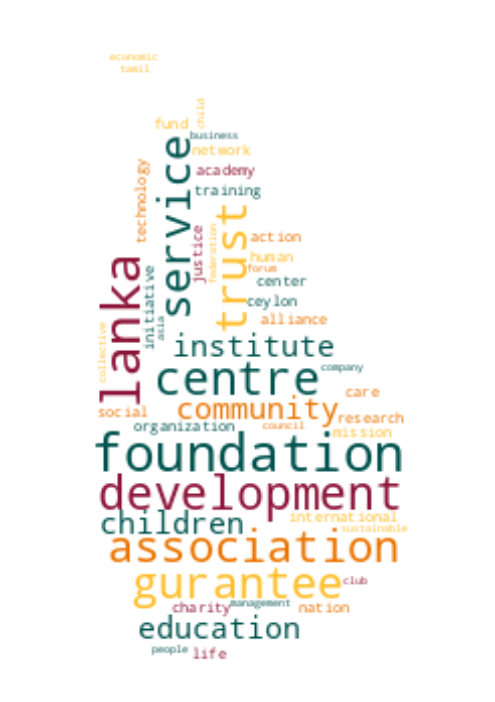 economic
tamil
child
fund
business
service
network
technology
academy
training
trust
justice
federation
action
human
forum
lanka
initiative
center
ceylon
asia
alliance
collective
institute
centre
company
care
social
community
research
organization
council
mission
foundation
development
children
international
sustainable
association
gurantee
club
charity
management
nation
education
people
life